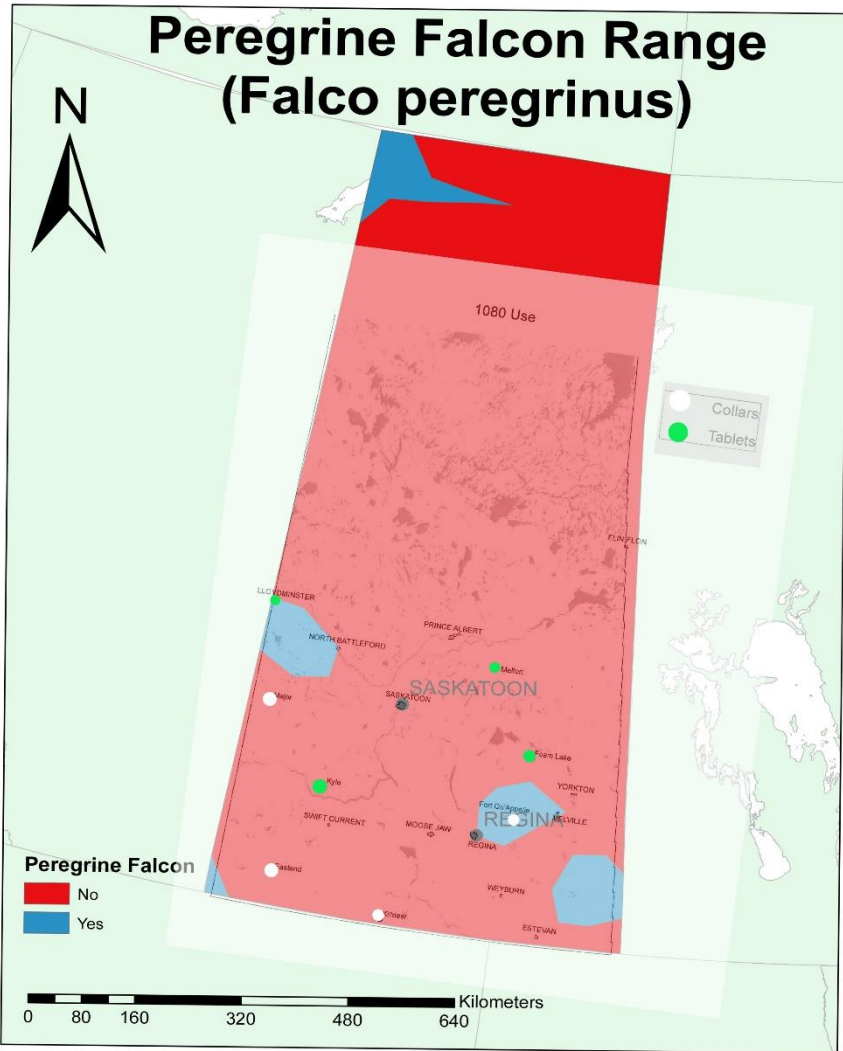 Peregrine Falcon Range
(Falco peregrinus)
N
1080 Use
Collars
Tablets
FLIN FLON
LLOYDMINSTER
PRINCE ALBERT
NORTH BATTLEFORD
Melfort
SASKATOON
SASKATOON
Major
Foam Lake
Kyle
YORKTON
Fort Qu'Appelle
SWIFT CURRENT
MOOSE JAW
REGINA
MELVILLE
REGINA
Peregrine Falcon
No
Yes
Eastend
WEYBURN
ESTEVAN
Kilometers
0 80 160 320 480 640